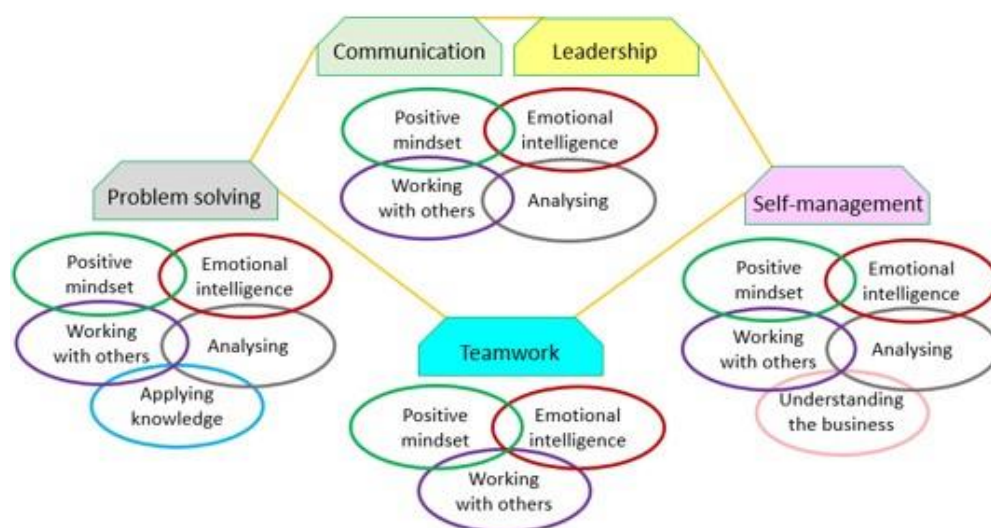 Communication
Leadership
Positive
mindset
Emotional
intelligence
Working
with others
Analysing
Problem solving
Positive
mindset
Emotional
intelligence
Working
with others
Analysing
Applying
knowledge
Self-management
Positive
mindset
Emotional
intelligence
Working
with others
Analysing
Understanding
the business
Teamwork
Positive
mindset
Emotional
intelligence
Working
with others